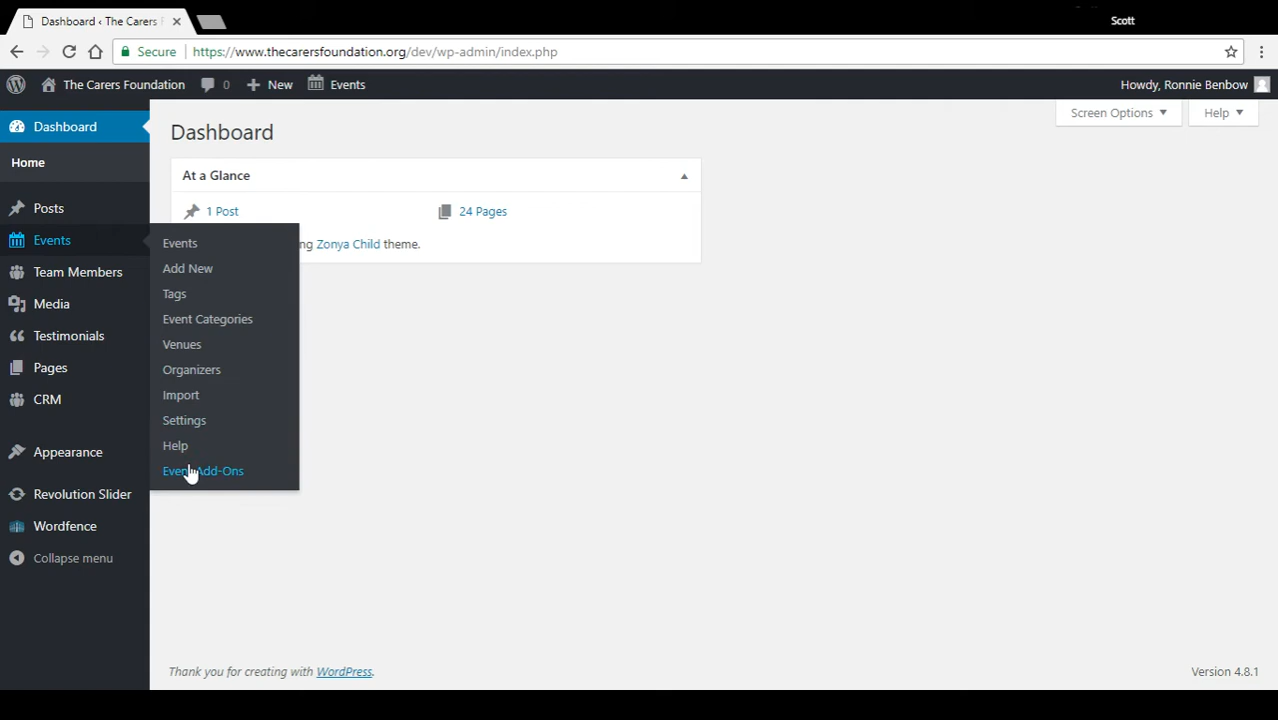 Scott
Dashboard ‹ The Carers F
Secure https://www.thecarersfoundation.org/dev/wp-admin/index.php
The Carers Foundation 0 New Events Howdy, Ronnie Benbow
Dashboard
Home
Posts
Events
Team Members
Media
Testimonials
Pages
CRM
Appearance
Revolution Slider
Wordfence
Collapse menu
Events
Add New
Tags
Event Categories
Venues
Organizers
Import
Settings
Help
Event Add-Ons
Screen Options Help
Dashboard
At a Glance
1 Post 24 Pages
ng Zonya Child theme.
Thank you for creating with WordPress. Version 4.8.1